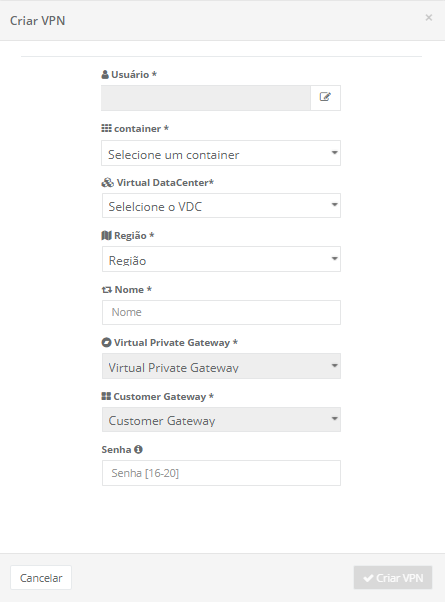 Criar VPN
×
Usuário *
container *
Selecione um container
Virtual DataCenter*
Selelcione o VDC
Região *
Região
Nome *
Nome
Virtual Private Gateway *
Virtual Private Gateway
Customer Gateway *
Customer Gateway
Senha
Senha [16-20]
Cancelar
Criar VPN